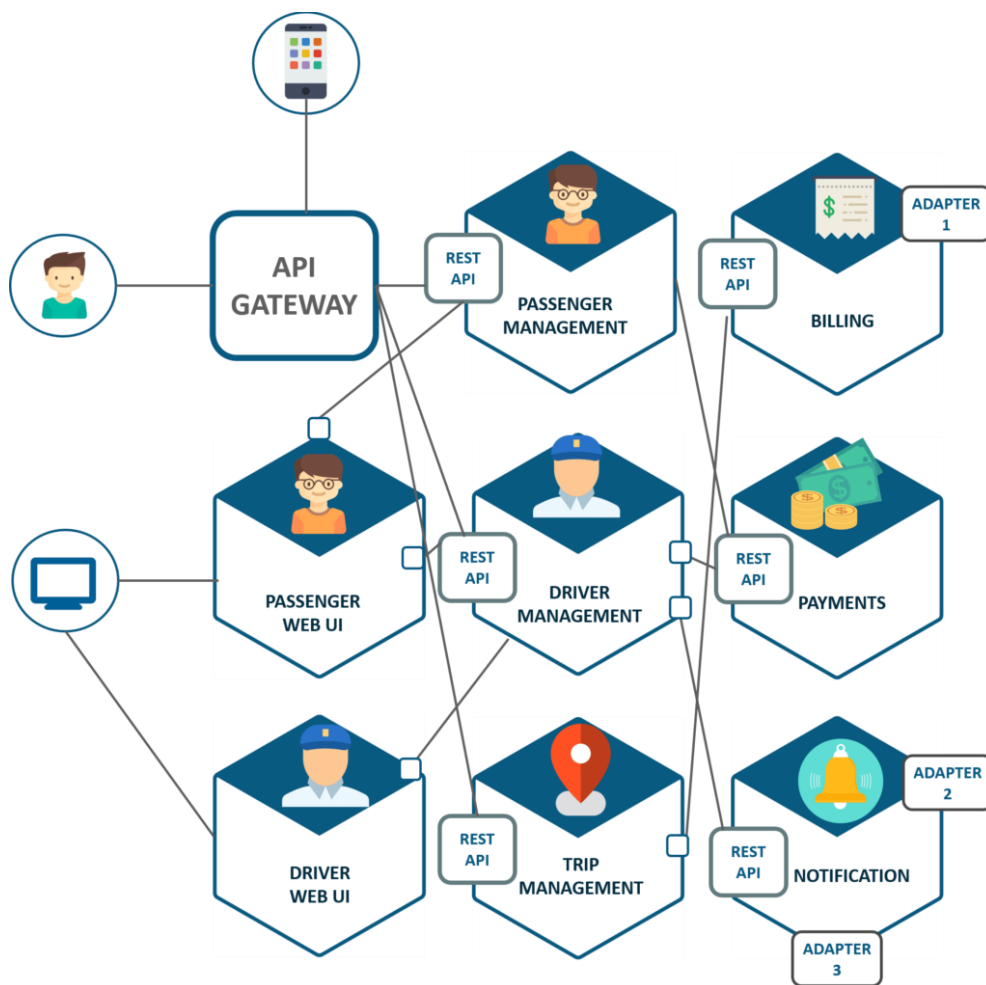 API
GATEWAY
REST
API
PASSENGER
MANAGEMENT
REST
API
$
BILLING
ADAPTER
1
PASSENGER
WEB UI
REST
API
DRIVER
MANAGEMENT
REST
API
$
$
$
PAYMENTS
DRIVER
WEB UI
REST
API
TRIP
MANAGEMENT
REST
API
NOTIFICATION
ADAPTER
2
ADAPTER
3